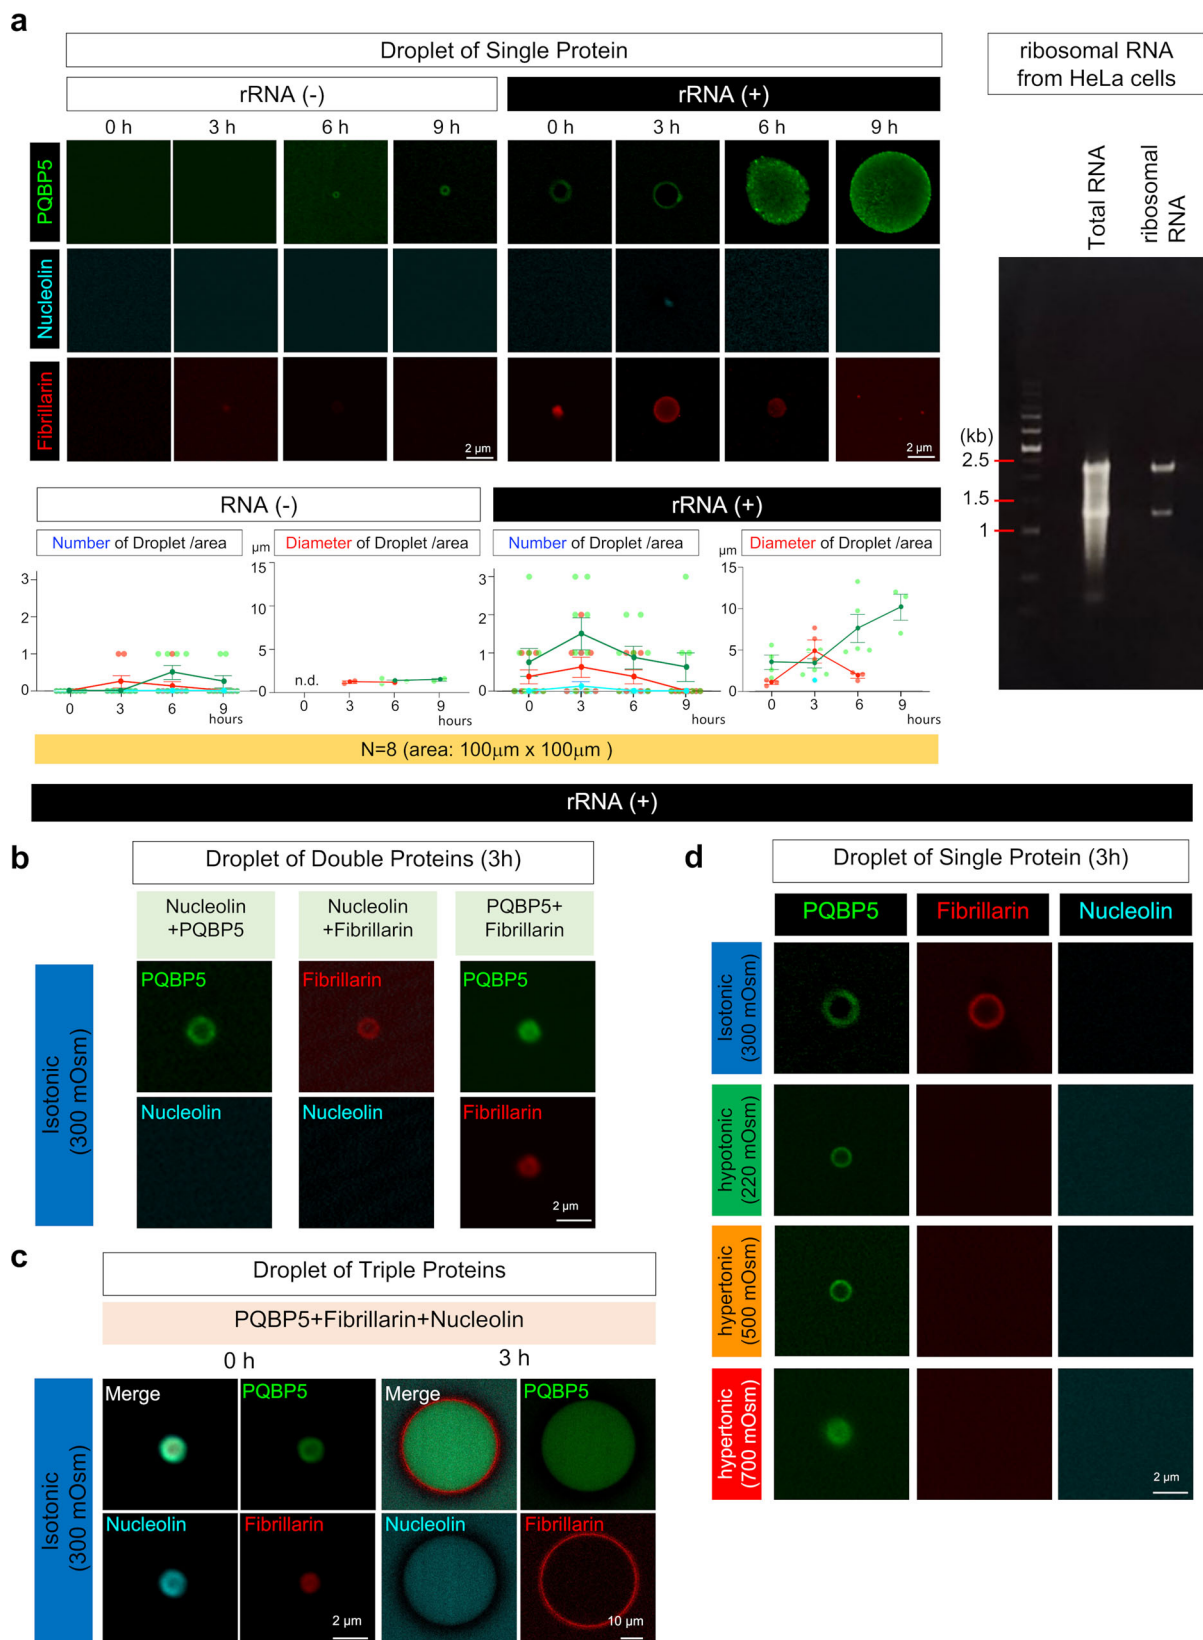 a
Droplet of Single Protein
rRNA (-)
rRNA (+)
0 h 3 h 6 h 9 h 0 h 3 h 6 h 9 h
PQBP5
Nucleolin
Fibrillarin
2 µm
2 µm
ribosomal RNA
from HeLa cells
Total RNA
ribosomal
RNA
(kb)
2.5
1.5
1
RNA (-)
rRNA (+)
Number of Droplet /area
Diameter of Droplet /area
Number of Droplet /area
Diameter of Droplet /area
3
2
1
0
0 3 6 9
hours
µm
15
10
5
0
n.d.
0 3 6 9
hours
3
2
1
0
0 3 6 9
hours
µm
15
10
5
0
0 3 6 9
hours
N=8 (area: 100µm x 100µm )
rRNA (+)
b
Droplet of Double Proteins (3h)
Nucleolin
+PQBP5
Nucleolin
+Fibrillarin
PQBP5+
Fibrillarin
Isotonic
(300 mOsm)
PQBP5
Fibrillarin
PQBP5
Nucleolin
Nucleolin
Fibrillarin
2 µm
c
Droplet of Triple Proteins
PQBP5+Fibrillarin+Nucleolin
0 h
3 h
Isotonic
(300 mOsm)
Merge
PQBP5
Merge
PQBP5
Nucleolin
Fibrillarin
Nucleolin
Fibrillarin
2 µm
10 µm
d
Droplet of Single Protein (3h)
PQBP5
Fibrillarin
Nucleolin
Isotonic
(300 mOsm)
hypotonic
(220 mOsm)
hypertonic
(500 mOsm)
hypertonic
(700 mOsm)
2 µm